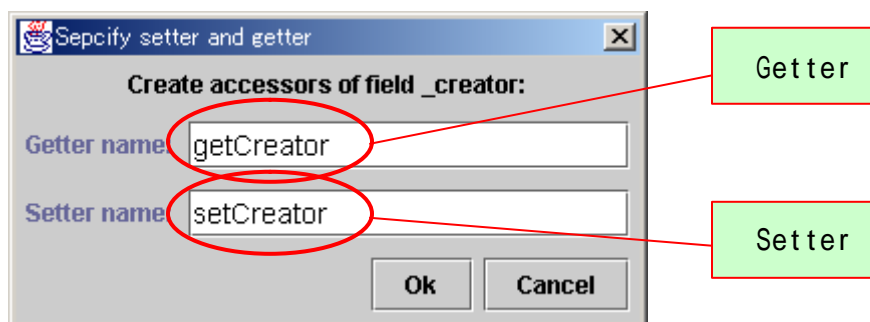 Sepcify setter and getter
Create accessors of field _creator:
Getter name: getCreator
Setter name: setCreator
Ok Cancel
Getter
Setter